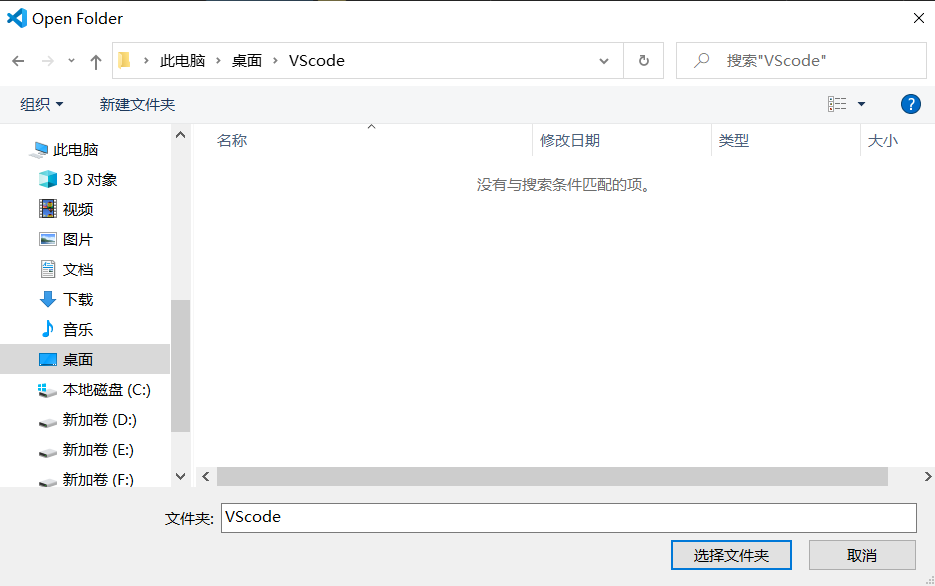 Open Folder
此电脑 › 桌面 › VScode
搜索"VScode"
组织 新建文件夹
名称 修改日期 类型 大小
没有与搜索条件匹配的项。
此电脑
3D 对象
视频
图片
文档
下载
音乐
桌面
本地磁盘 (C:)
新加卷 (D:)
新加卷 (E:)
新加卷 (F:)
文件夹: VScode
选择文件夹 取消